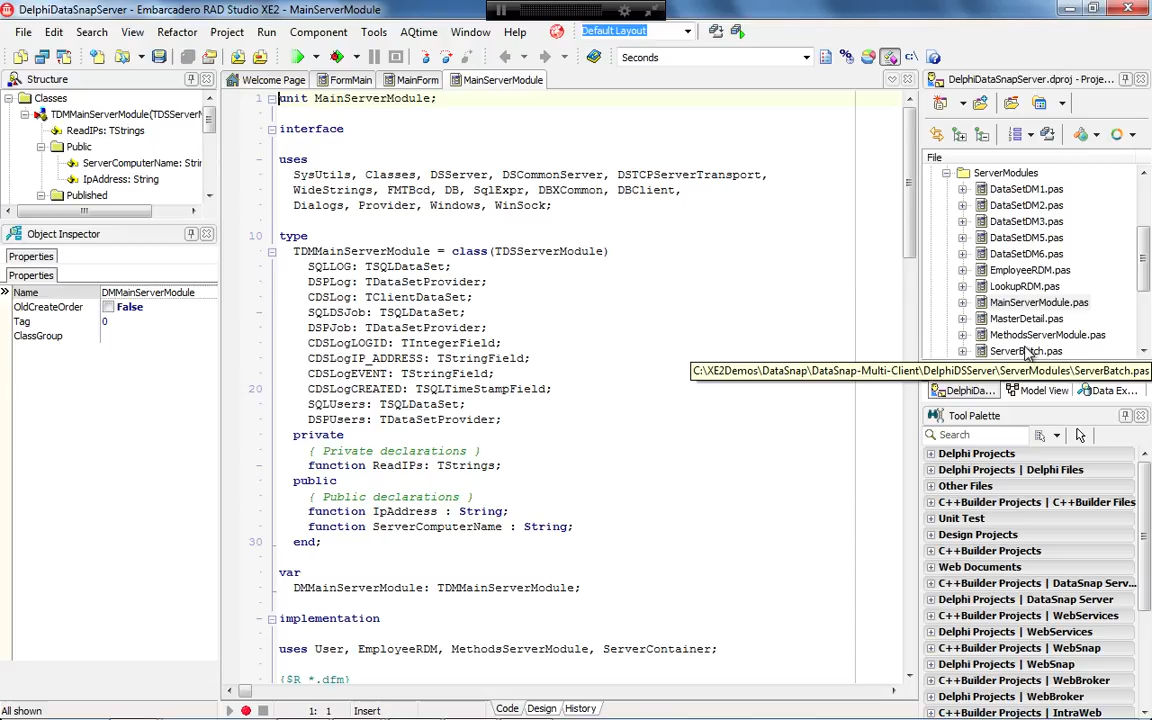 DelphiDataSnapServer - Embarcadero RAD Studio XE2 - MainServerModule
File Edit Search View Refactor Project Run Component Tools AQtime Window Help
Default Layout
Seconds
Structure
Classes
TDMMainServerModule(TDSServerM
ReadIPs: TStrings
Public
ServerComputerName: Strin
IpAddress: String
Published
Object Inspector
Properties
Properties
Name DMMainServerModule
OldCreateOrder False
Tag 0
ClassGroup
All shown
Welcome Page FormMain MainForm MainServerModule
1 unit MainServerModule;
interface
uses
SysUtils, Classes, DSServer, DSCommonServer, DSTCPServerTransport,
WideStrings, FMTBcd, DB, SqlExpr, DBXCommon, DBClient,
Dialogs, Provider, Windows, WinSock;
10 type
TDMMainServerModule = class(TDSServerModule)
SQLLOG: TSQLDataSet;
DSPLog: TDataSetProvider;
CDSLog: TClientDataSet;
SQLDSJob: TSQLDataSet;
DSPJob: TDataSetProvider;
CDSLogLOGID: TIntegerField;
CDSLogIP_ADDRESS: TStringField;
CDSLogEVENT: TStringField;
CDSLogCREATED: TSQLTimeStampField;
SQLUsers: TSQLDataSet;
20 DSPUsers: TDataSetProvider;
private
{ Private declarations }
function ReadIPs: TStrings;
public
{ Public declarations }
function IpAddress : String;
function ServerComputerName : String;
30 end;
var
DMMainServerModule: TDMMainServerModule;
implementation
uses User, EmployeeRDM, MethodsServerModule, ServerContainer;
{$R *.dfm}
1: 1 Insert Code Design History
DelphiDataSnapServer.dproj - Proje...
File
ServerModules
DataSetDM1.pas
DataSetDM2.pas
DataSetDM3.pas
DataSetDM5.pas
DataSetDM6.pas
EmployeeRDM.pas
LookupRDM.pas
MainServerModule.pas
MasterDetail.pas
MethodsServerModule.pas
ServerBatch.pas
C:\XE2Demos\DataSnap\DataSnap-Multi-Client\DelphiDSServer\ServerModules\ServerBatch.pas
DelphiDa... Model View Data Ex...
Tool Palette
Search
Delphi Projects
Delphi Projects | Delphi Files
Other Files
C++Builder Projects | C++Builder Files
Unit Test
Design Projects
C++Builder Projects
Web Documents
C++Builder Projects | DataSnap Serv...
Delphi Projects | DataSnap Server
C++Builder Projects | WebServices
Delphi Projects | WebServices
C++Builder Projects | WebSnap
Delphi Projects | WebSnap
C++Builder Projects | WebBroker
Delphi Projects | WebBroker
C++Builder Projects | IntraWeb